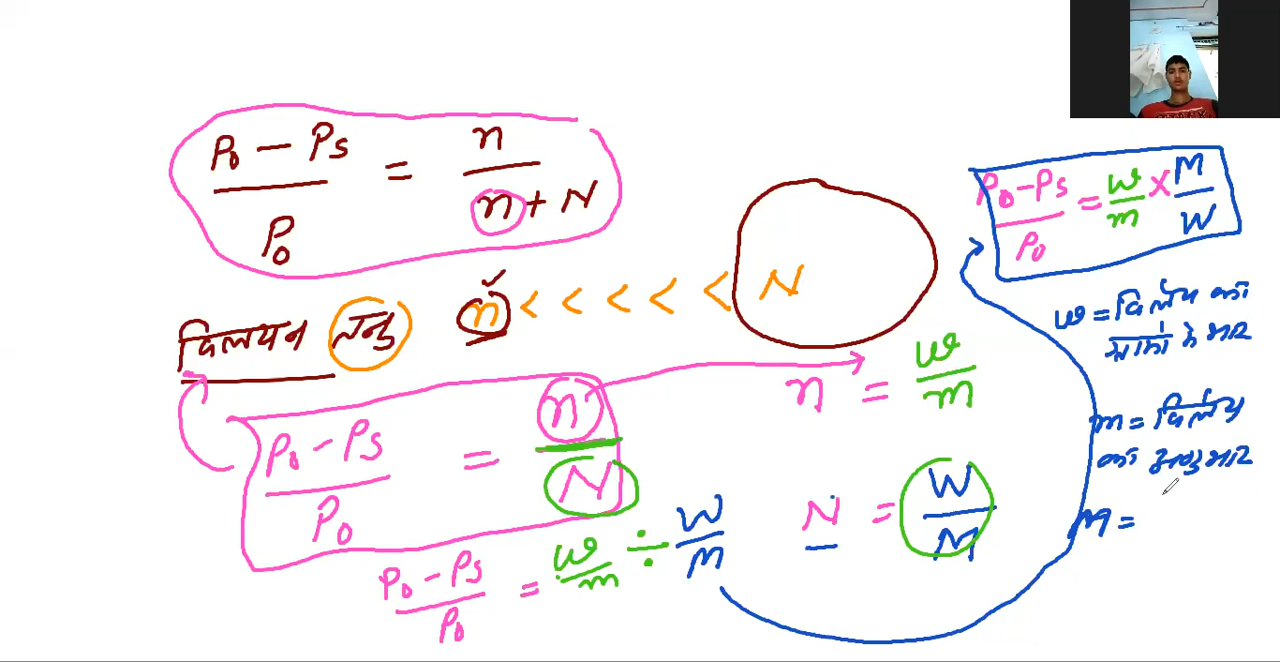 P₀ − Ps / P₀ = n / n + N
विलयन तनु n < < < < < N
P₀ − Ps / P₀ = n / N
n = w / m
N = W / M
P₀ − Ps / P₀ = w / m ÷ W / M
P₀ − Ps / P₀ = w / m × M / W
w = विलेय का
भार
m = विलेय
का अणुभार
M =